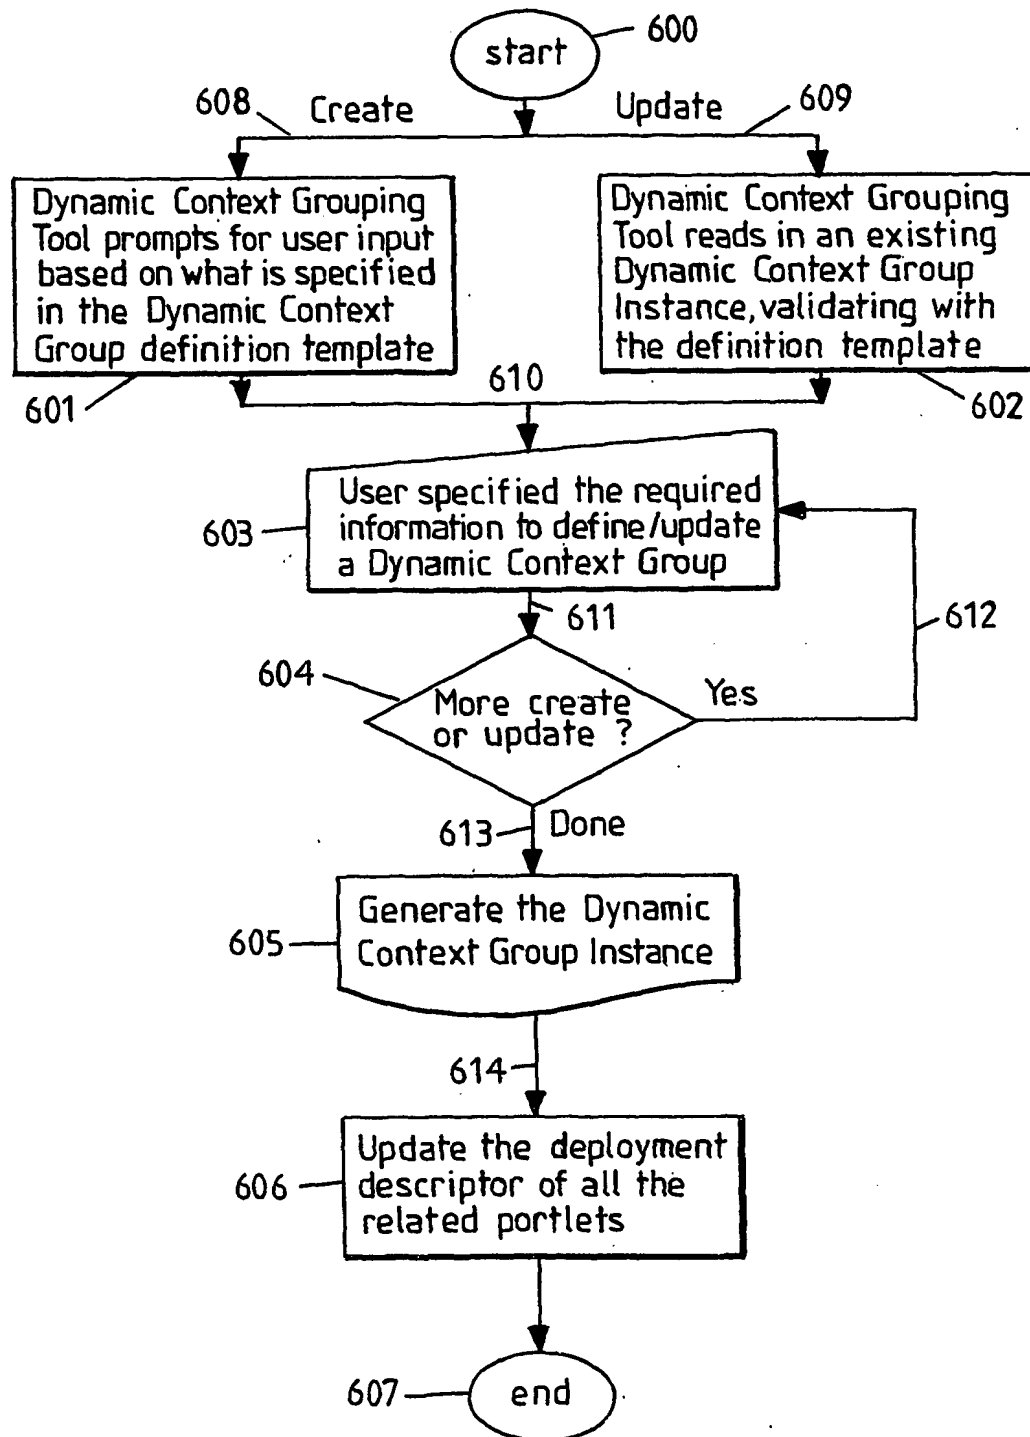 start
600
608
Create
Update
609
Dynamic Context Grouping
Tool prompts for user input
based on what is specified
in the Dynamic Context
Group definition template
601
Dynamic Context Grouping
Tool reads in an existing
Dynamic Context Group
Instance, validating with
the definition template
602
610
User specified the required
information to define/update
a Dynamic Context Group
603
611
612
604
More create
or update ?
Yes
613
Done
Generate the Dynamic
Context Group Instance
605
614
Update the deployment
descriptor of all the
related portlets
606
607
end